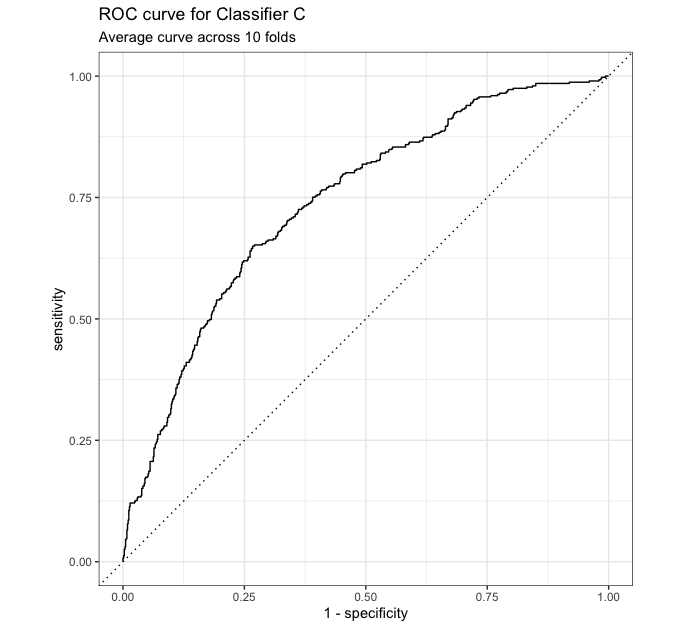 ROC curve for Classifier C
Average curve across 10 folds
1.00
0.75
0.50
0.25
0.00
sensitivity
0.00 0.25 0.50 0.75 1.00
1 - specificity